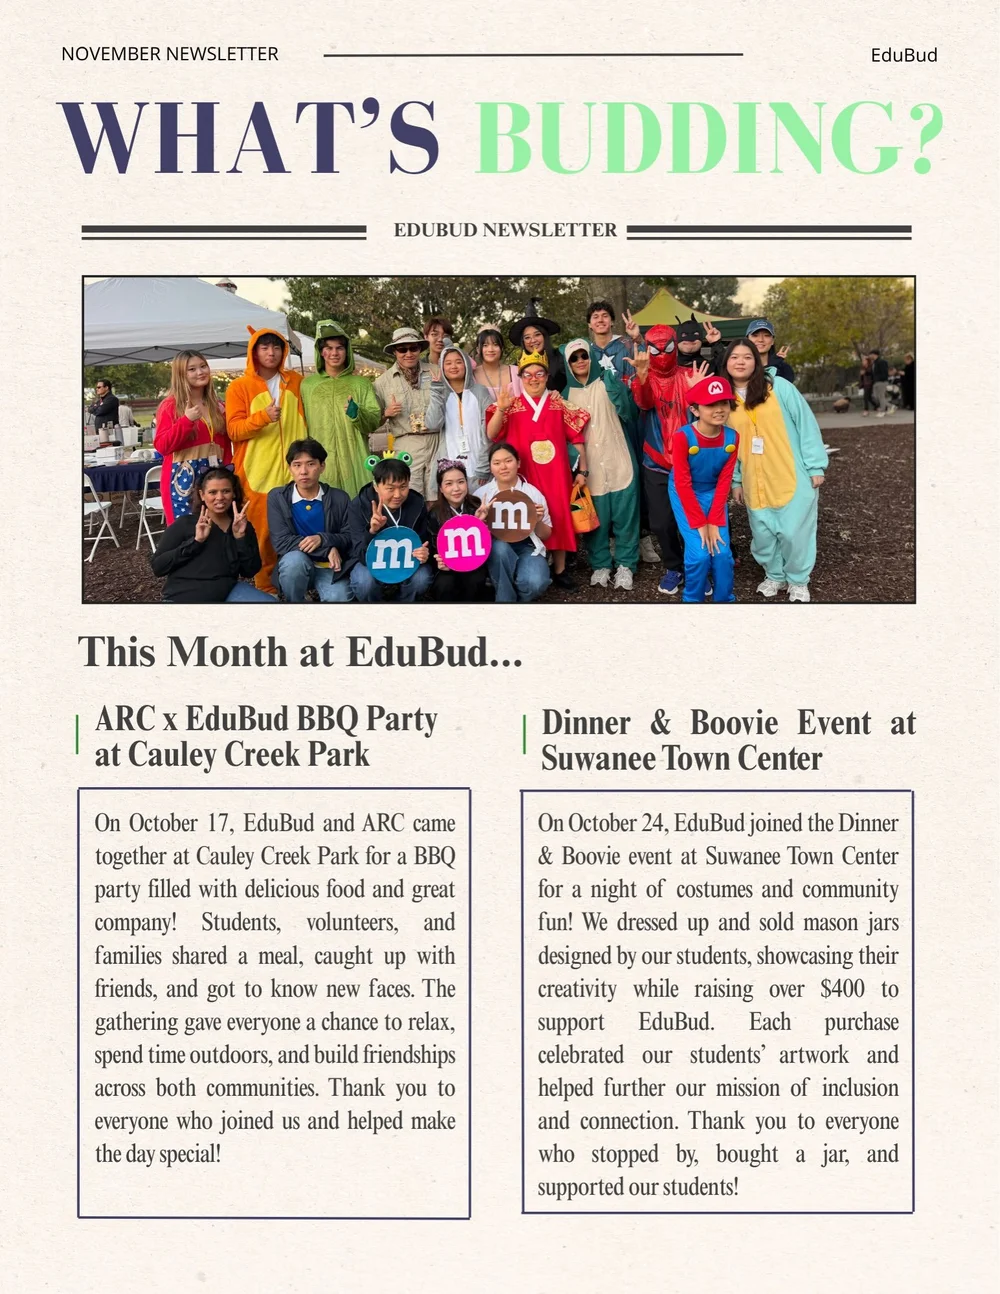 NOVEMBER NEWSLETTER
EduBud
WHAT'S BUDDING?
EDUBUD NEWSLETTER
M
m
m
m
This Month at EduBud...
ARC x EduBud BBQ Party
at Cauley Creek Park
On October 17, EduBud and ARC came
together at Cauley Creek Park for a BBQ
party filled with delicious food and great
company! Students, volunteers, and
families shared a meal, caught up with
friends, and got to know new faces. The
gathering gave everyone a chance to relax,
spend time outdoors, and build friendships
across both communities. Thank you to
everyone who joined us and helped make
the day special!
Dinner & Boovie Event at
Suwanee Town Center
On October 24, EduBud joined the Dinner
& Boovie event at Suwanee Town Center
for a night of costumes and community
fun! We dressed up and sold mason jars
designed by our students, showcasing their
creativity while raising over $400 to
support EduBud. Each purchase
celebrated our students' artwork and
helped further our mission of inclusion
and connection. Thank you to everyone
who stopped by, bought a jar, and
supported our students!